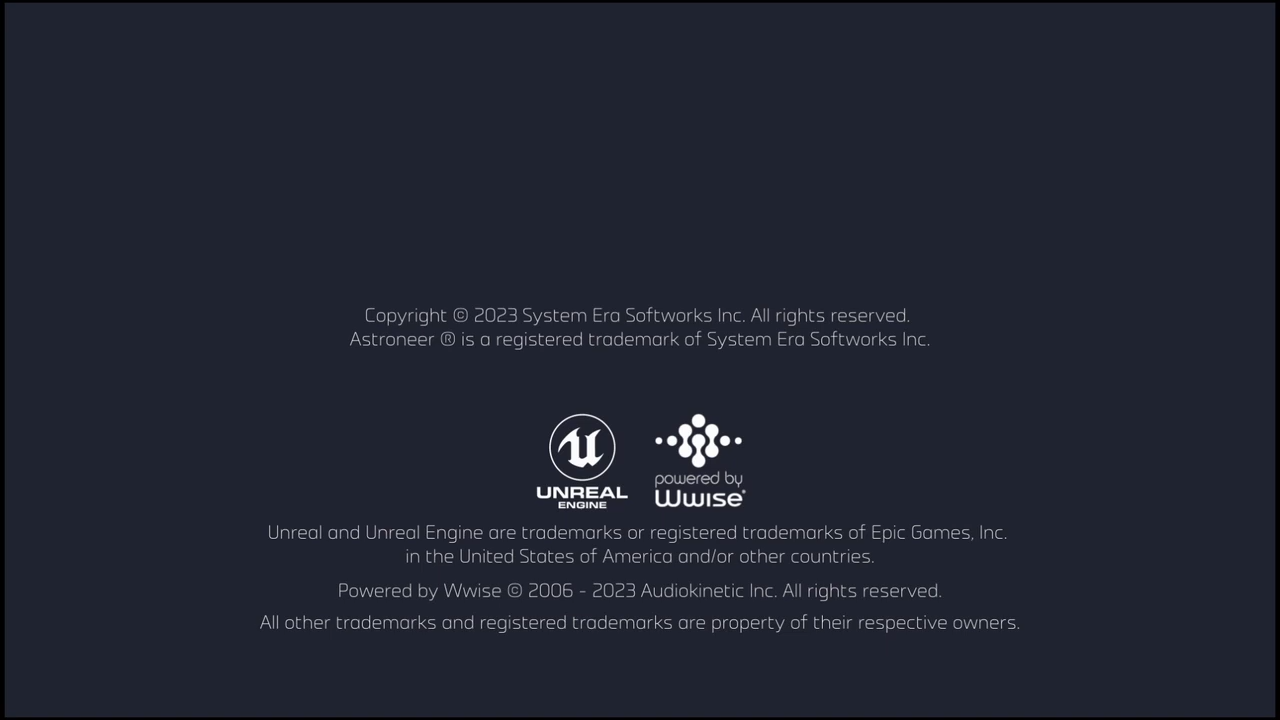 Copyright © 2023 System Era Softworks Inc. All rights reserved.
Astroneer ® is a registered trademark of System Era Softworks Inc.
UNREAL
ENGINE
powered by
Wwise®
Unreal and Unreal Engine are trademarks or registered trademarks of Epic Games, Inc.
in the United States of America and/or other countries.
Powered by Wwise © 2006 - 2023 Audiokinetic Inc. All rights reserved.
All other trademarks and registered trademarks are property of their respective owners.